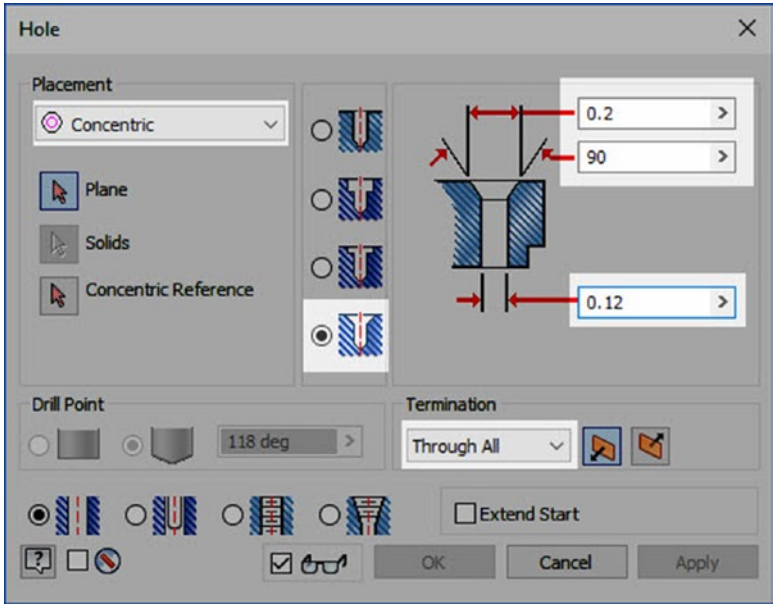 Hole
Placement
Concentric
Plane
Solids
Concentric Reference
0.2
90
0.12
Drill Point
118 deg
Termination
Through All
Extend Start
OK
Cancel
Apply